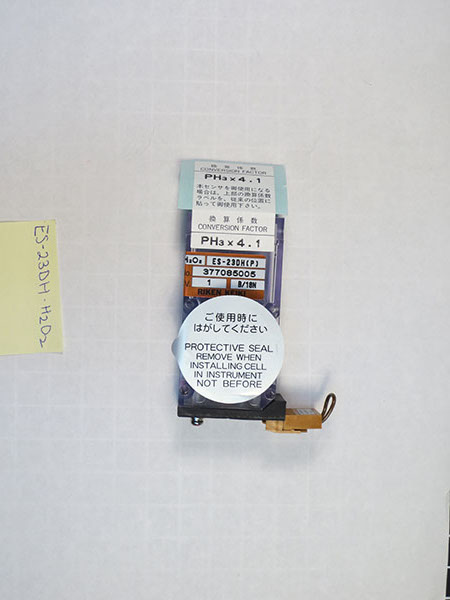 換算係数
CONVERSION FACTOR
PH₃×4.1
本センサを御使用になる
場合は、上部の換算係数
ラベルを、従来の位置に
貼って御使用下さい。
換算係数
CONVERSION FACTOR
PH₃×4.1
H₂O₂ ES-23DH(P)
377085005
1 B/18N
RIKEN KEIKI
ご使用時に
はがしてください
PROTECTIVE SEAL
REMOVE WHEN
INSTALLING CELL
IN INSTRUMENT
NOT BEFORE
ES-23DH·H2O2